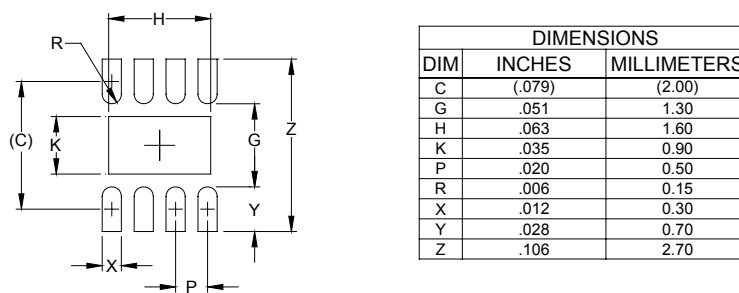 H
R
(C)
K
G
Z
Y
X
P
DIMENSIONS
DIM INCHES MILLIMETERS
C (.079) (2.00)
G .051 1.30
H .063 1.60
K .035 0.90
P .020 0.50
R .006 0.15
X .012 0.30
Y .028 0.70
Z .106 2.70